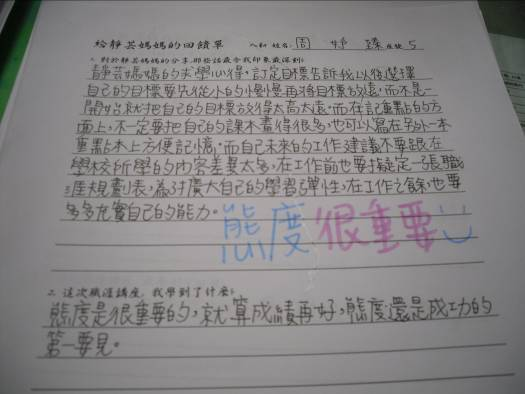 給靜芸媽媽的回饋單 八和 姓名:周 臻 座號 5
1. 對於靜芸媽媽的分享,那些話最令我印象最深刻:
靜芸媽媽的求學心得,訂定目標告訴我以後選擇
自己的目標要先從小的慢慢再將目標放遠,而不是一
開始就把自己的目標放得太高太遠。而在記重點的方
面上,不一定要把自己的課本畫得很多,也可以寫在另外一本
重點本上方便記憶,而自己未來的工作建議不要跟在
學校所學的內容差異太多,在工作前也要擬定一張職
涯規劃表,為擴大自己的學習彈性,在工作之餘,也要
多多充實自己的能力。
態度很重要
2. 這次職涯講座,我學到了什麼:
態度是很重要的,就算成績再好,態度還是成功的
第一要見。